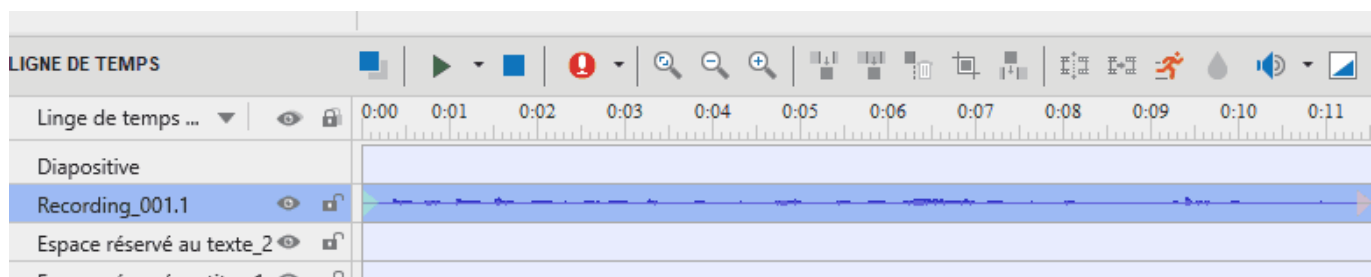 LIGNE DE TEMPS
Linge de temps ... 0:00 0:01 0:02 0:03 0:04 0:05 0:06 0:07 0:08 0:09 0:10 0:11
Diapositive
Recording_001.1
Espace réservé au texte_2